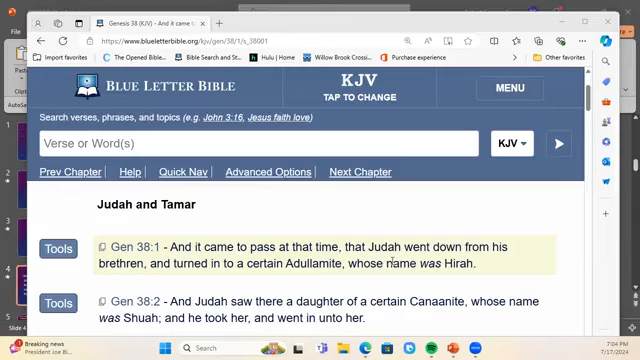 Genesis 38 (KJV) - And it came t
https://www.blueletterbible.org/kjv/gen/38/1/s_38001
Import favorites
The Opened Bible...
Bible Search and St...
Hulu | Home
Willow Brook Crossi...
Purchase experience
Other favorites
Past
AutoSa
BLUE LETTER BIBLE
KJV
TAP TO CHANGE
MENU
Search verses, phrases, and topics (e.g. John 3:16, Jesus faith love)
Verse or Word(s)
KJV
Prev Chapter
Help
Quick Nav
Advanced Options
Next Chapter
Judah and Tamar
Tools
Gen 38:1 - And it came to pass at that time, that Judah went down from his
brethren, and turned in to a certain Adullamite, whose name was Hirah.
Tools
Gen 38:2 - And Judah saw there a daughter of a certain Canaanite, whose name
was Shuah; and he took her, and went in unto her.
1
2
3
4
Breaking news
President Joe Bi...
Search
7:04 PM
7/17/2024